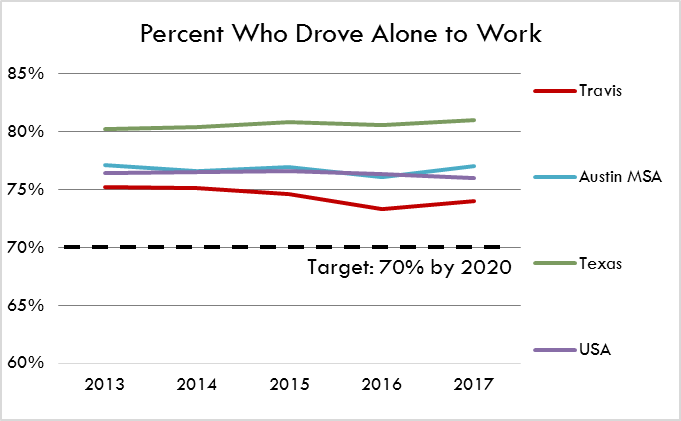 Percent Who Drove Alone to Work
85%
80%
75%
70%
65%
60%
Target: 70% by 2020
2013 2014 2015 2016 2017
Travis
Austin MSA
Texas
USA